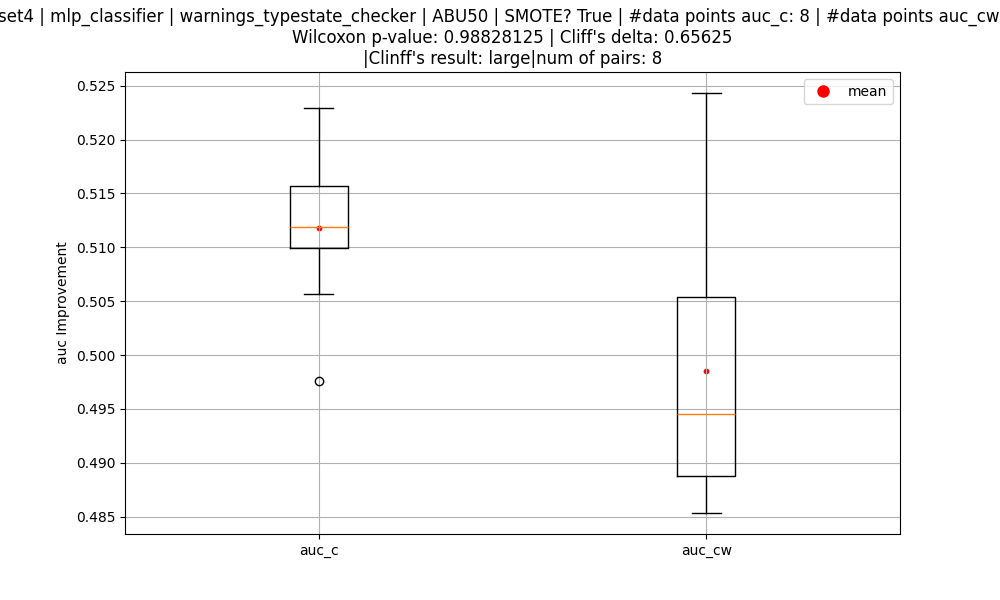 set4 | mlp_classifier | warnings_typestate_checker | ABU50 | SMOTE? True | #data points auc_c: 8 | #data points auc_cw
Wilcoxon p-value: 0.98828125 | Cliff's delta: 0.65625
|Clinff's result: large|num of pairs: 8
mean
0.525
0.520
0.515
0.510
0.505
0.500
0.495
0.490
0.485
auc Improvement
auc_c
auc_cw